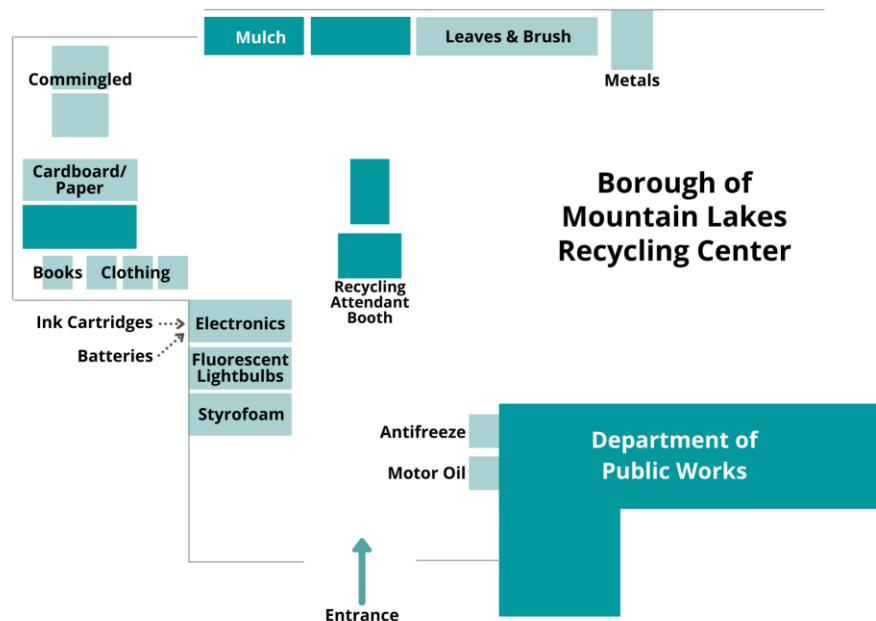 Mulch
Leaves & Brush
Metals
Commingled
Cardboard/
Paper
Books
Clothing
Borough of
Mountain Lakes
Recycling Center
Recycling
Attendant
Booth
Ink Cartridges
Batteries
Electronics
Fluorescent
Lightbulbs
Styrofoam
Antifreeze
Motor Oil
Department of
Public Works
Entrance